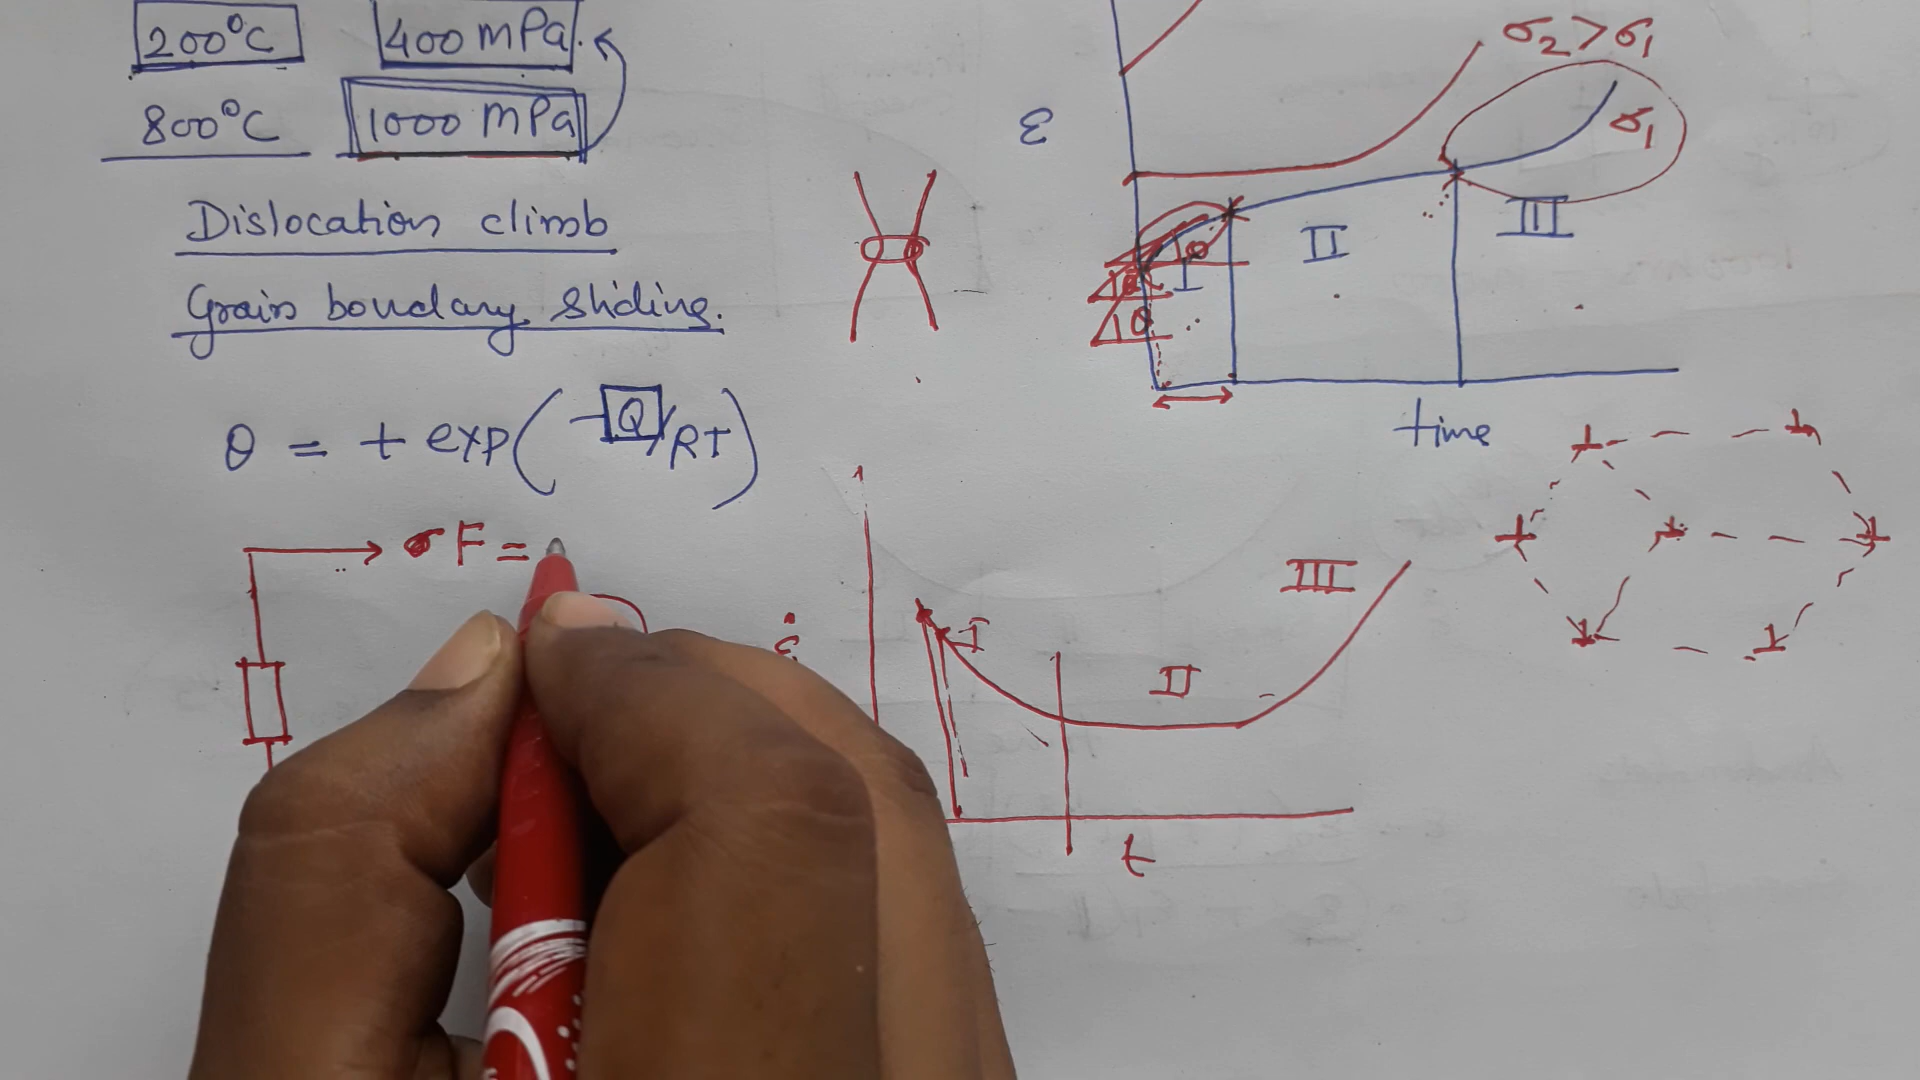 200°C 400 mPa.
800°C 1000 mPa
Dislocation climb
Grain boundary sliding.
θ = t exp(-Q/RT)
σ F =
σ2 > σ1
σ1
ε
θ
θ
θ
I
II
III
time
ε̇
I
II
III
t